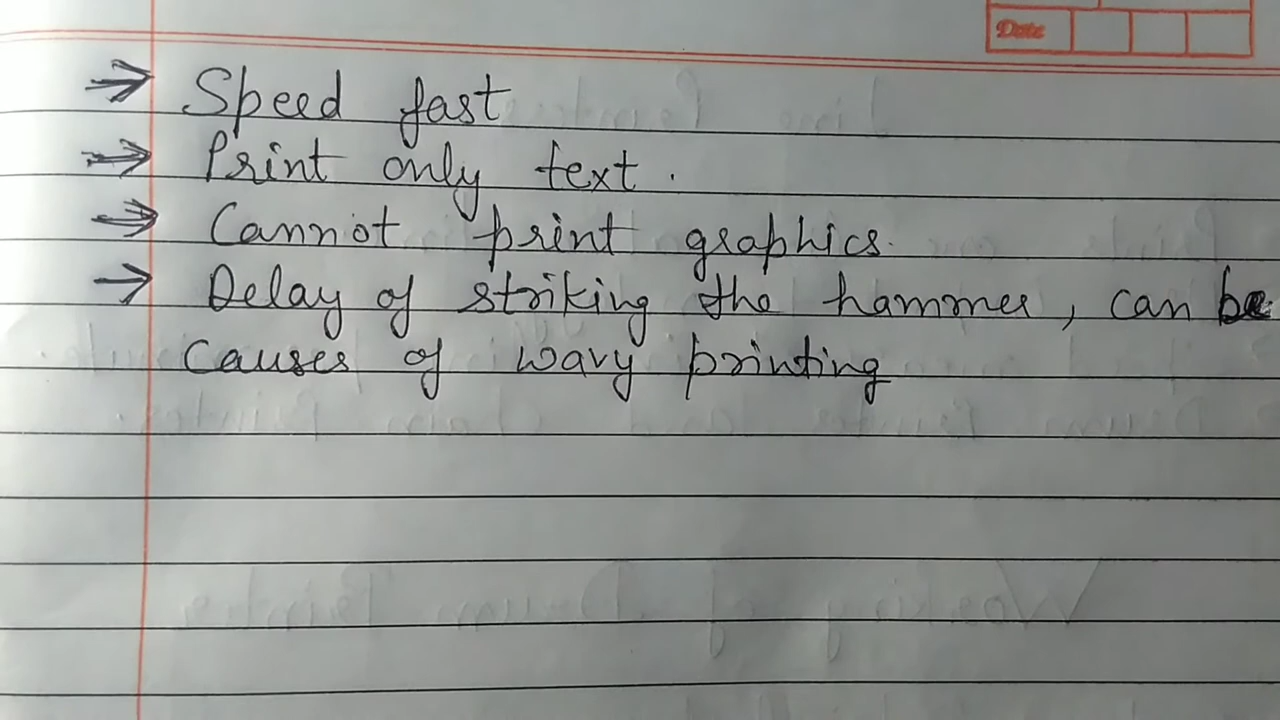 Date
→ Speed fast
⇒ Print only text.
⇒ Cannot print graphics.
→ Delay of striking the hammer, can be
causes of wavy printing